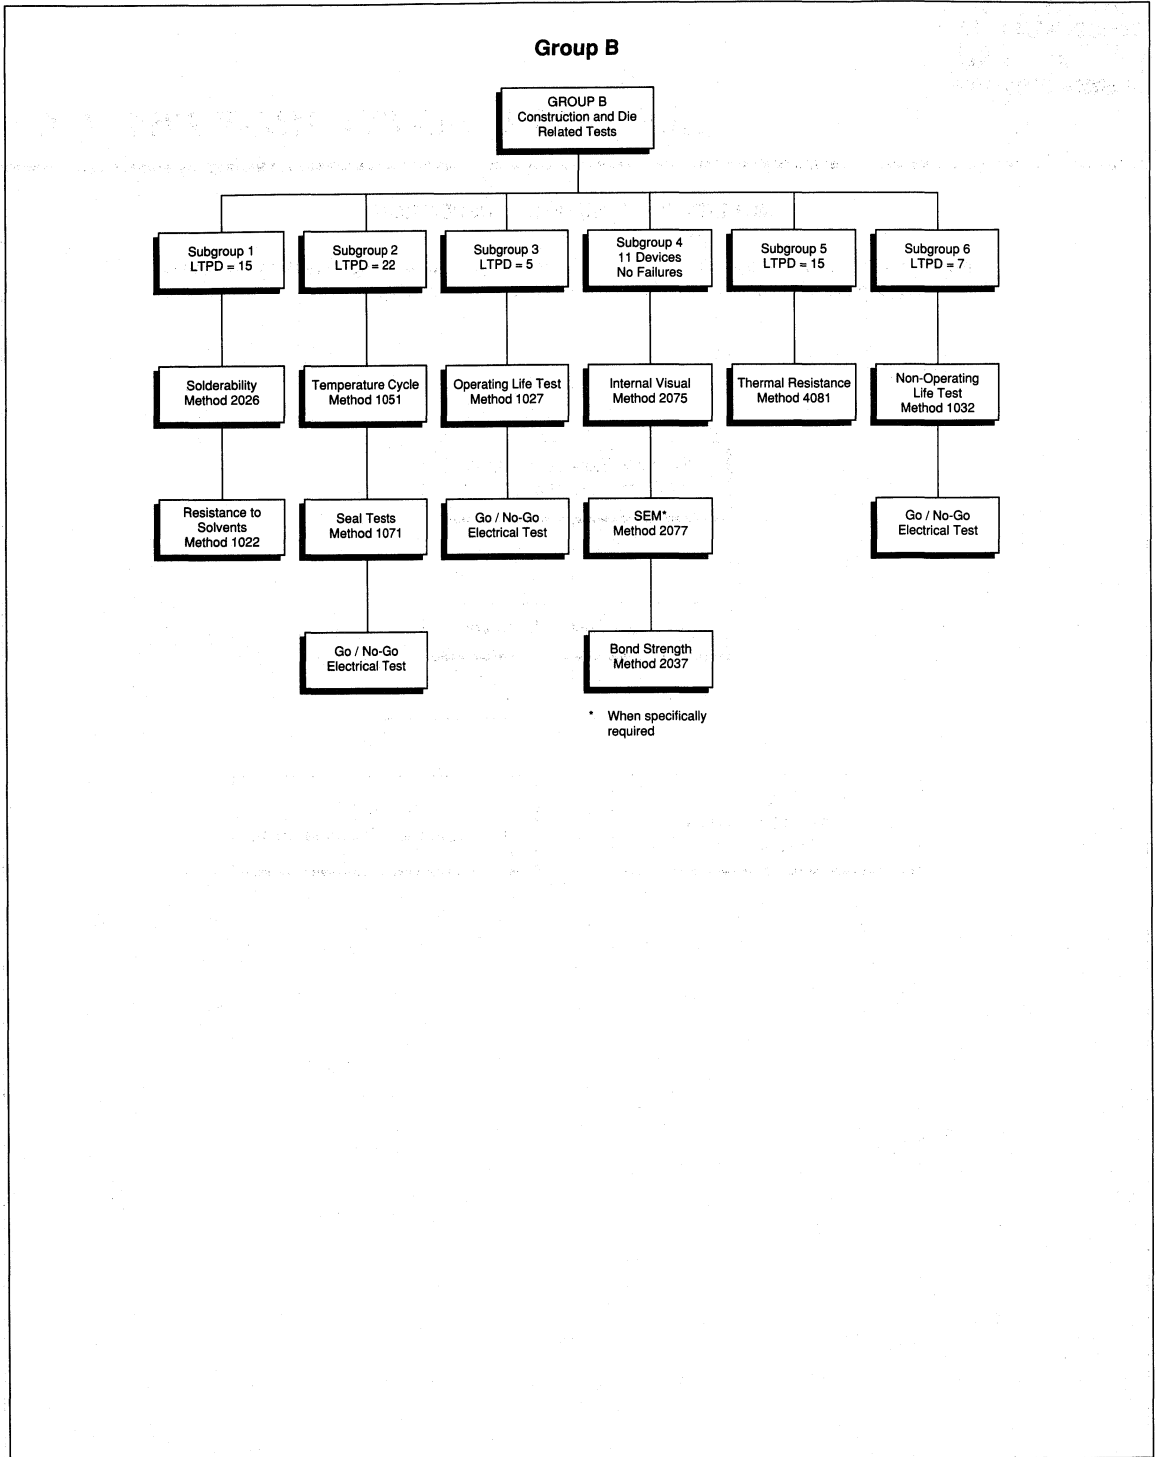 Group B
GROUP B
Construction and Die
Related Tests
Subgroup 1
LTPD = 15
Subgroup 2
LTPD = 22
Subgroup 3
LTPD = 5
Subgroup 4
11 Devices
No Failures
Subgroup 5
LTPD = 15
Subgroup 6
LTPD = 7
Solderability
Method 2026
Temperature Cycle
Method 1051
Operating Life Test
Method 1027
Internal Visual
Method 2075
Thermal Resistance
Method 4081
Non-Operating
Life Test
Method 1032
Resistance to
Solvents
Method 1022
Seal Tests
Method 1071
Go / No-Go
Electrical Test
SEM*
Method 2077
Go / No-Go
Electrical Test
Go / No-Go
Electrical Test
Bond Strength
Method 2037
* When specifically
required